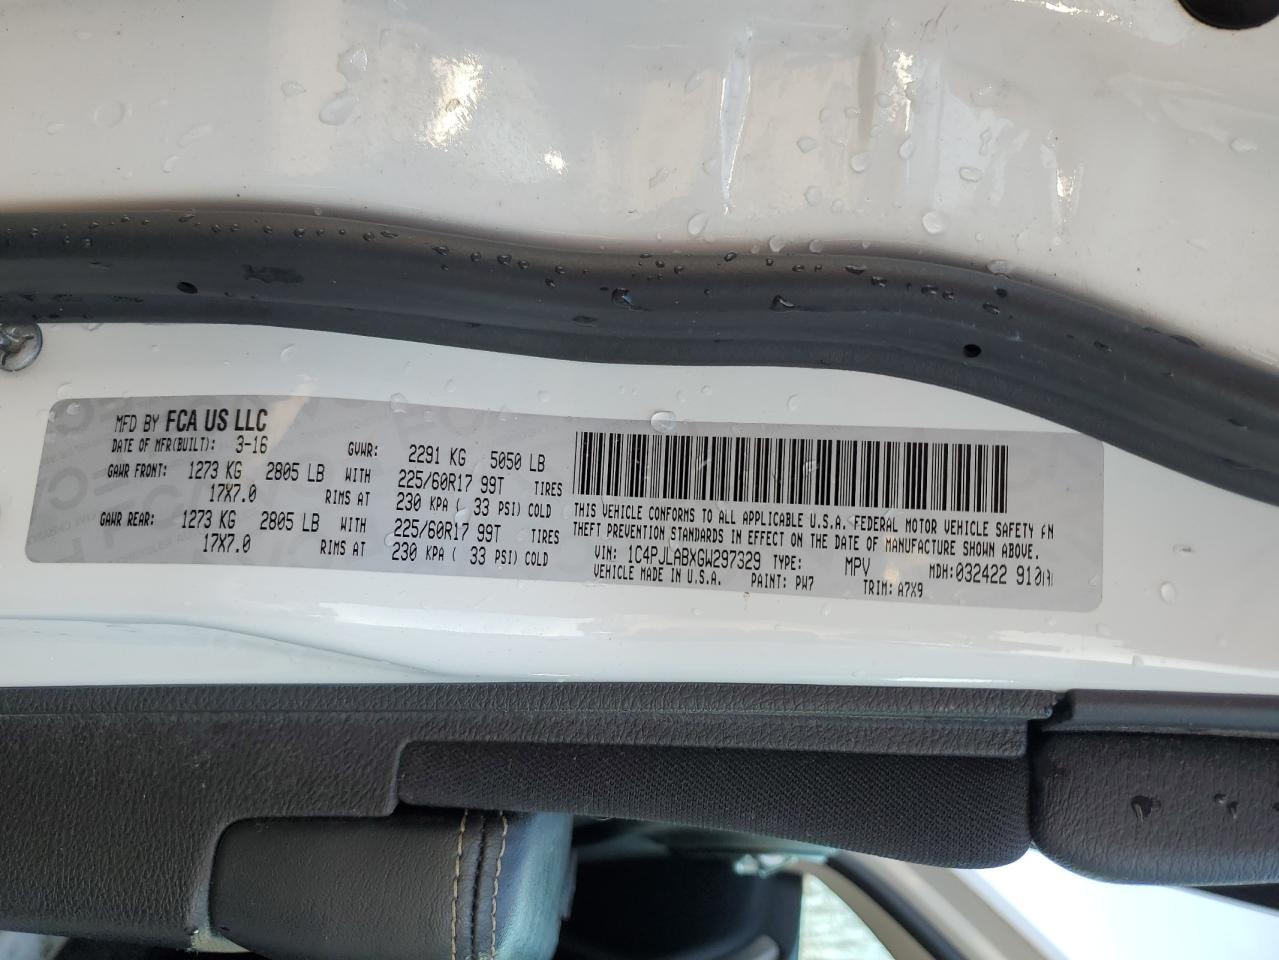 MFD BY FCA US LLC
DATE OF MFR(BUILT): 3-16 GVWR: 2291 KG 5050 LB
GAWR FRONT: 1273 KG 2805 LB WITH 225/60R17 99T TIRES
17X7.0 RIMS AT 230 KPA ( 33 PSI) COLD
GAWR REAR: 1273 KG 2805 LB WITH 225/60R17 99T TIRES
17X7.0 RIMS AT 230 KPA ( 33 PSI) COLD
THIS VEHICLE CONFORMS TO ALL APPLICABLE U.S.A. FEDERAL MOTOR VEHICLE SAFETY
THEFT PREVENTION STANDARDS IN EFFECT ON THE DATE OF MANUFACTURE SHOWN ABOVE.
VIN: 1C4PJLABXGW297329 TYPE: MPV MDH: 032422 910
VEHICLE MADE IN U.S.A. PAINT: PW7 TRIM: A7X9